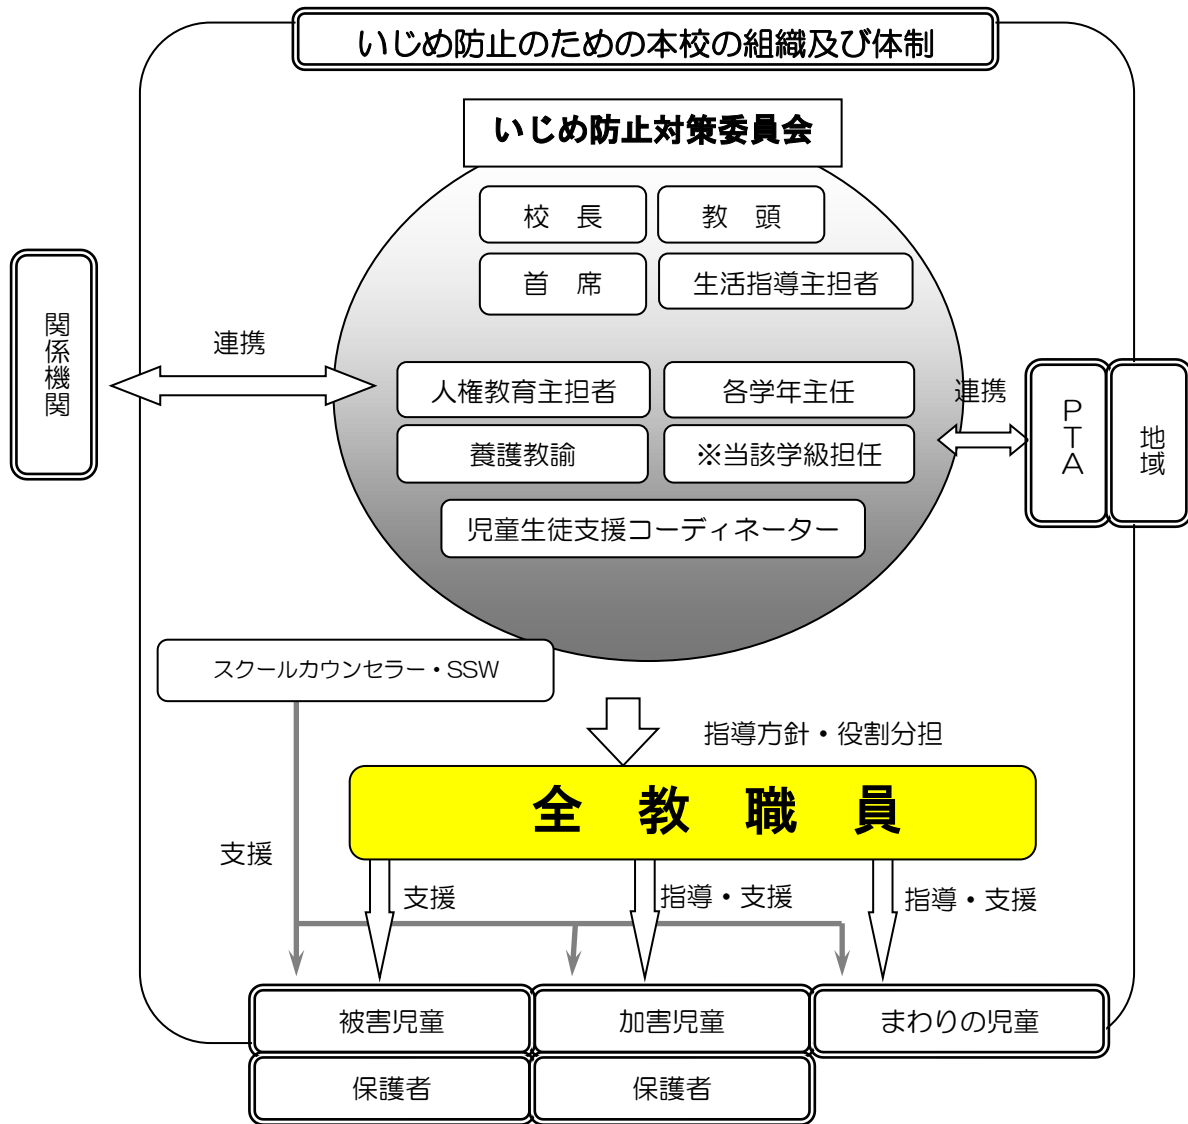 いじめ防止のための本校の組織及び体制
いじめ防止対策委員会
校　長
教　頭
首　席
生活指導主担者
関係機関
連携
人権教育主担者
各学年主任
連携
PTA
地域
養護教諭
※当該学級担任
児童生徒支援コーディネーター
スクールカウンセラー・SSW
指導方針・役割分担
全　教　職　員
支援
支援
指導・支援
指導・支援
被害児童
加害児童
まわりの児童
保護者
保護者